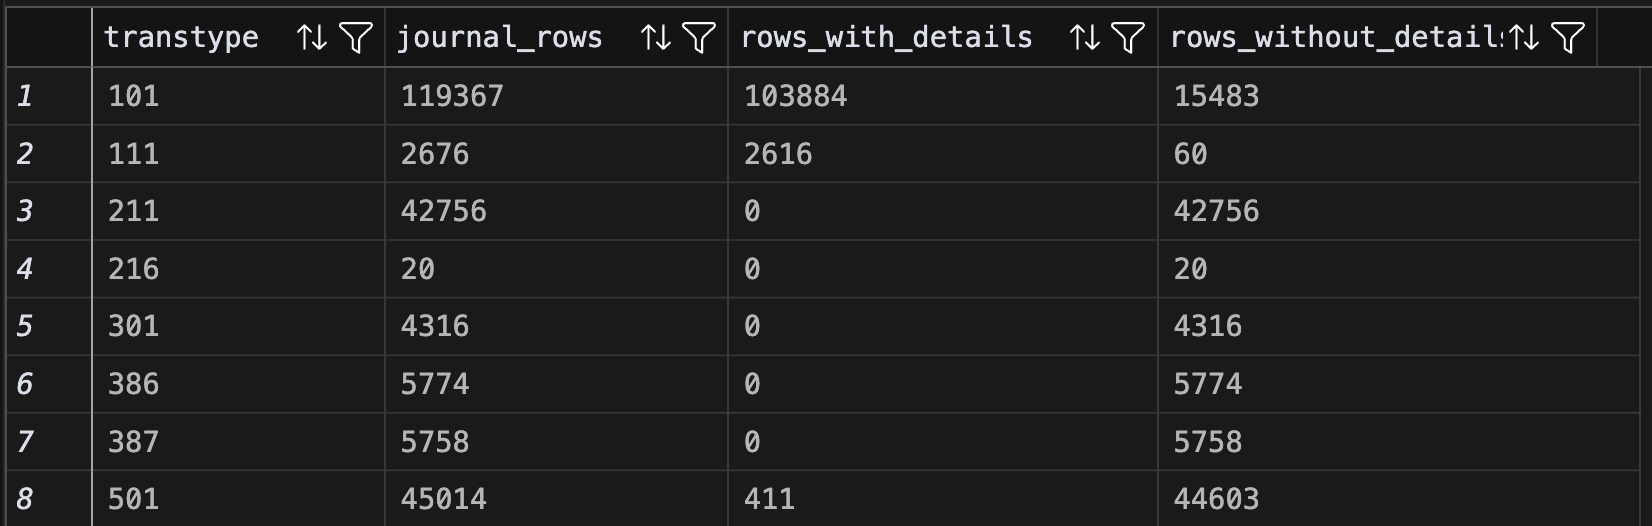 transtype journal_rows rows_with_details rows_without_details
1 101 119367 103884 15483
2 111 2676 2616 60
3 211 42756 0 42756
4 216 20 0 20
5 301 4316 0 4316
6 386 5774 0 5774
7 387 5758 0 5758
8 501 45014 411 44603